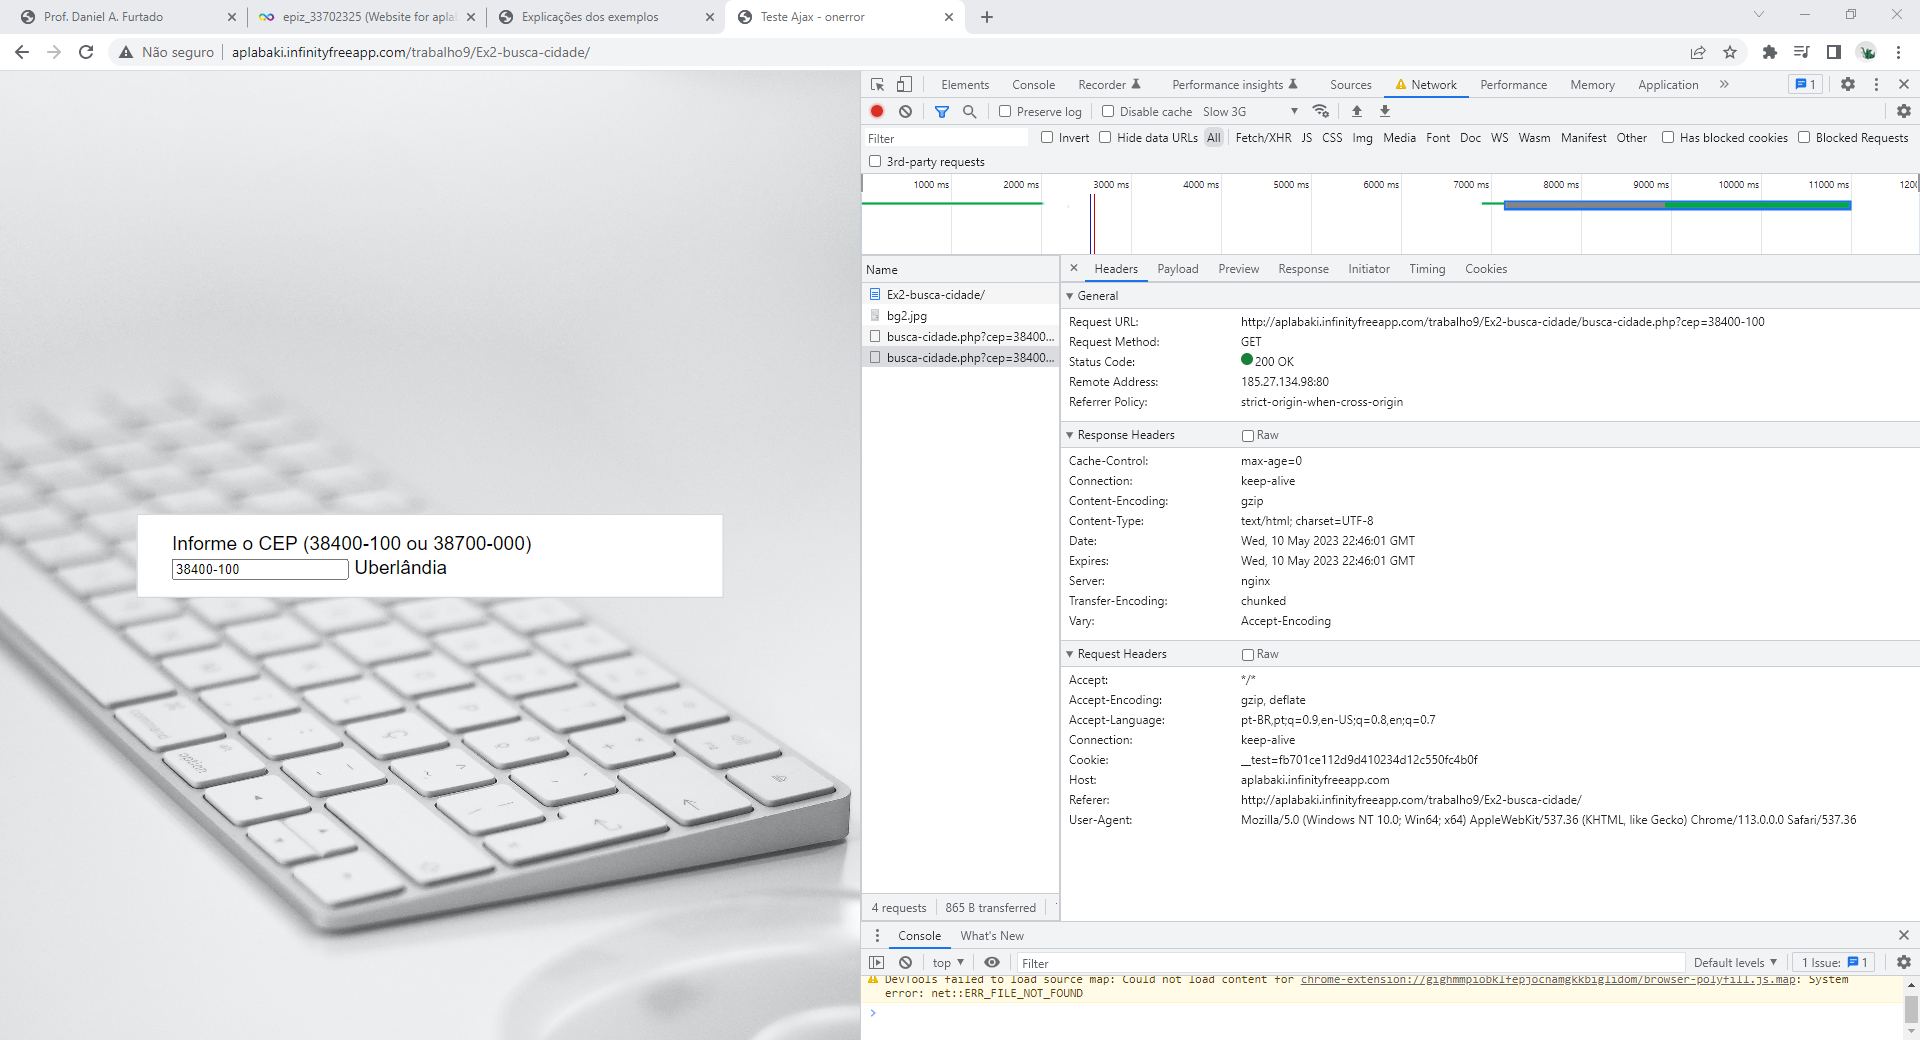 Prof. Daniel A. Furtado
epiz_33702325 (Website for apla
Explicações dos exemplos
Teste Ajax - onerror
Não seguro
aplabaki.infinityfreeapp.com/trabalho9/Ex2-busca-cidade/
Elements Console Recorder Performance insights Sources Network Performance Memory Application » 1
Preserve log Disable cache Slow 3G
Filter Invert Hide data URLs All Fetch/XHR JS CSS Img Media Font Doc WS Wasm Manifest Other Has blocked cookies Blocked Requests
3rd-party requests
1000 ms 2000 ms 3000 ms 4000 ms 5000 ms 6000 ms 7000 ms 8000 ms 9000 ms 10000 ms 11000 ms 120
Name
Ex2-busca-cidade/
bg2.jpg
busca-cidade.php?cep=38400...
busca-cidade.php?cep=38400...
4 requests 865 B transferred
Headers Payload Preview Response Initiator Timing Cookies
General
Request URL: http://aplabaki.infinityfreeapp.com/trabalho9/Ex2-busca-cidade/busca-cidade.php?cep=38400-100
Request Method: GET
Status Code: 200 OK
Remote Address: 185.27.134.98:80
Referrer Policy: strict-origin-when-cross-origin
Response Headers Raw
Cache-Control: max-age=0
Connection: keep-alive
Content-Encoding: gzip
Content-Type: text/html; charset=UTF-8
Date: Wed, 10 May 2023 22:46:01 GMT
Expires: Wed, 10 May 2023 22:46:01 GMT
Server: nginx
Transfer-Encoding: chunked
Vary: Accept-Encoding
Request Headers Raw
Accept: */*
Accept-Encoding: gzip, deflate
Accept-Language: pt-BR,pt;q=0.9,en-US;q=0.8,en;q=0.7
Connection: keep-alive
Cookie: __test=fb701ce112d9d410234d12c550fc4b0f
Host: aplabaki.infinityfreeapp.com
Referer: http://aplabaki.infinityfreeapp.com/trabalho9/Ex2-busca-cidade/
User-Agent: Mozilla/5.0 (Windows NT 10.0; Win64; x64) AppleWebKit/537.36 (KHTML, like Gecko) Chrome/113.0.0.0 Safari/537.36
Informe o CEP (38400-100 ou 38700-000)
38400-100 Uberlândia
command
option
alt
Console What's New
top Filter Default levels 1 Issue: 1
DevTools failed to load source map: Could not load content for chrome-extension://gighmmpiobklfepjocnamgkkbiglidom/browser-polyfill.js.map: System
error: net::ERR_FILE_NOT_FOUND